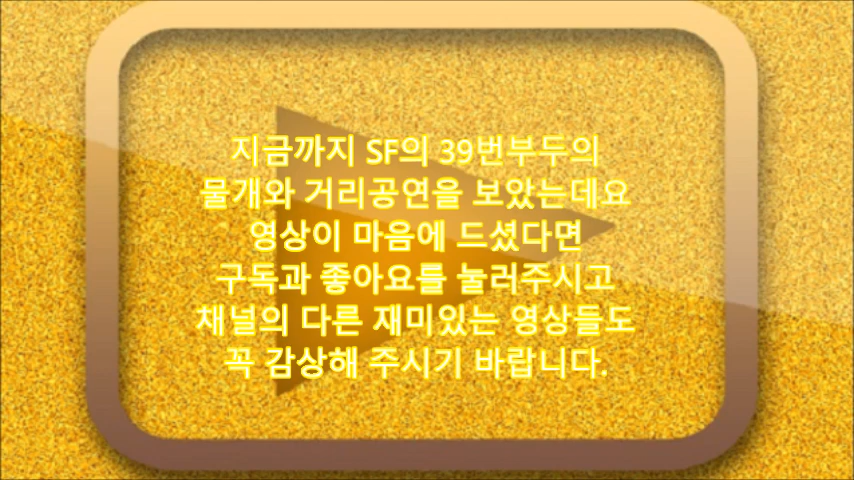 지금까지 SF의 39번부두의
물개와 거리공연을 보았는데요
영상이 마음에 드셨다면
구독과 좋아요를 눌러주시고
채널의 다른 재미있는 영상들도
꼭 감상해 주시기 바랍니다.